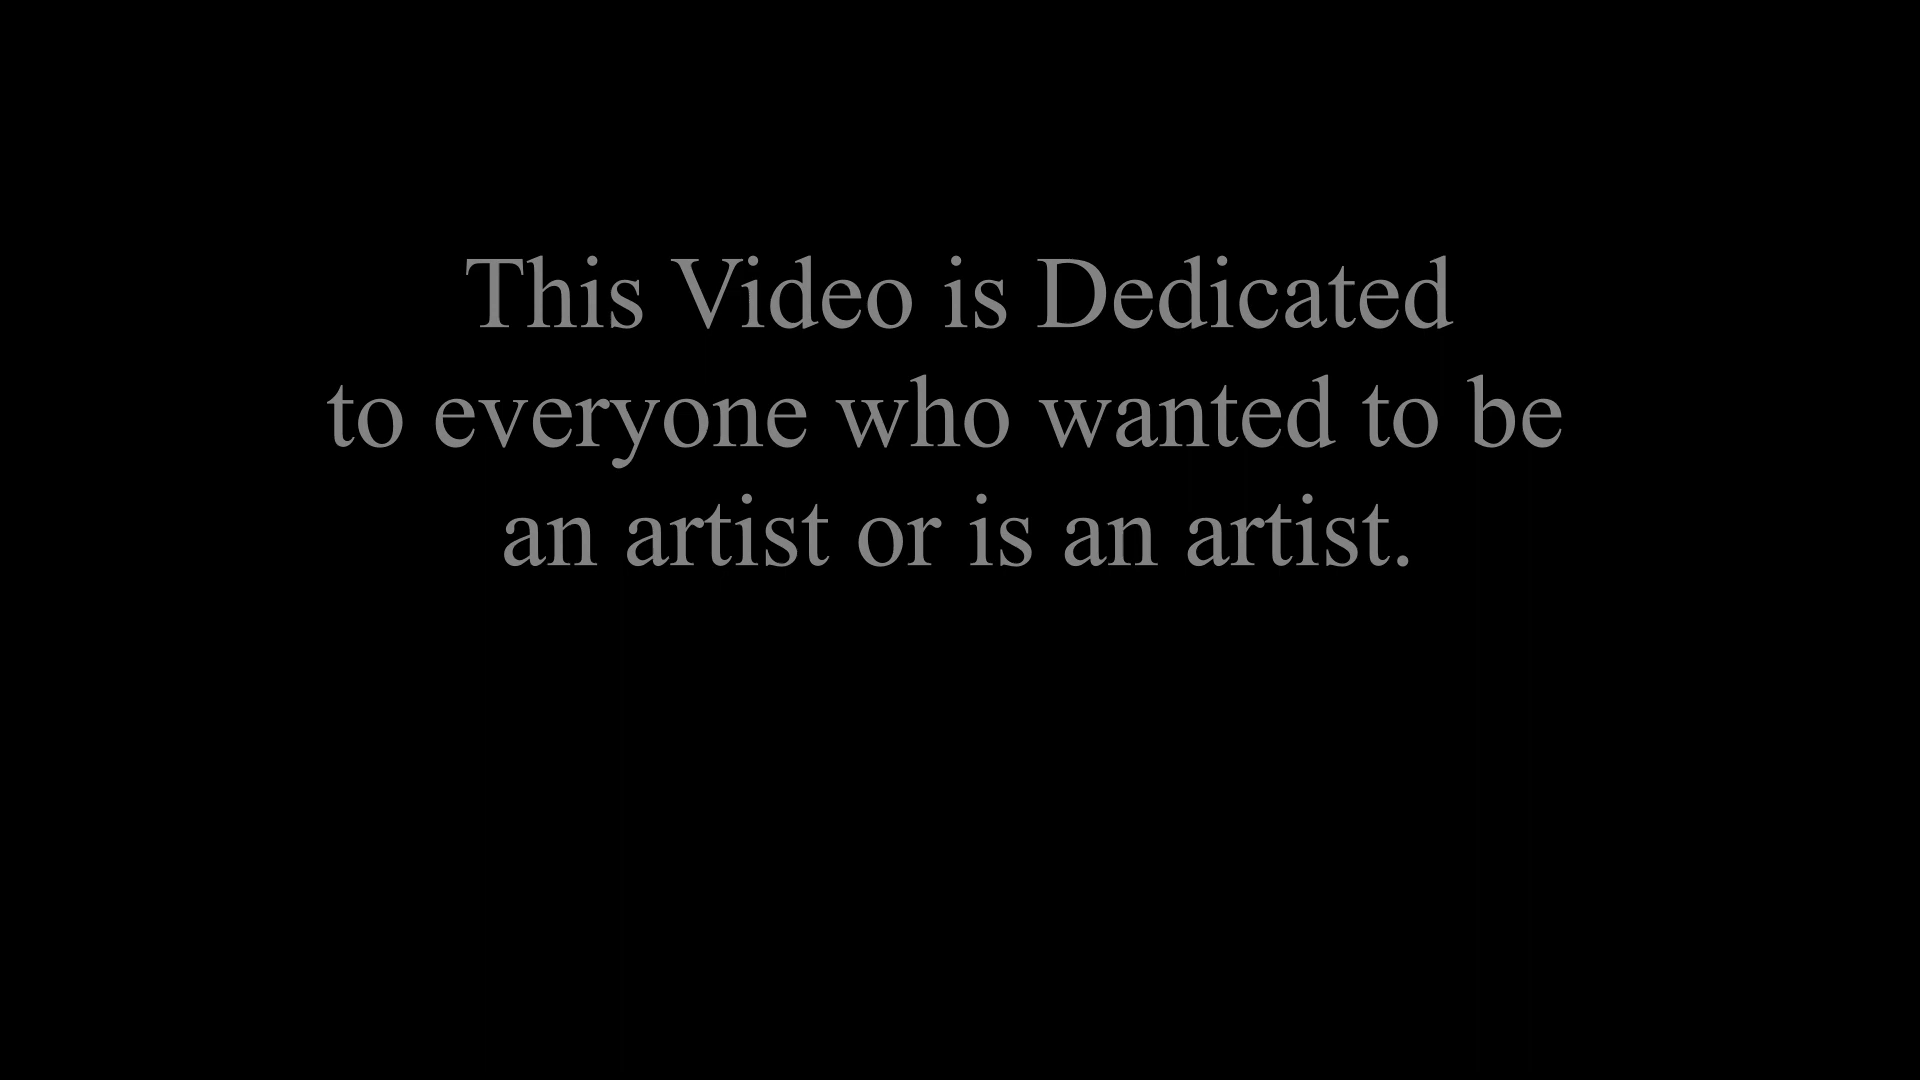 This Video is Dedicated
to everyone who wanted to be
an artist or is an artist.